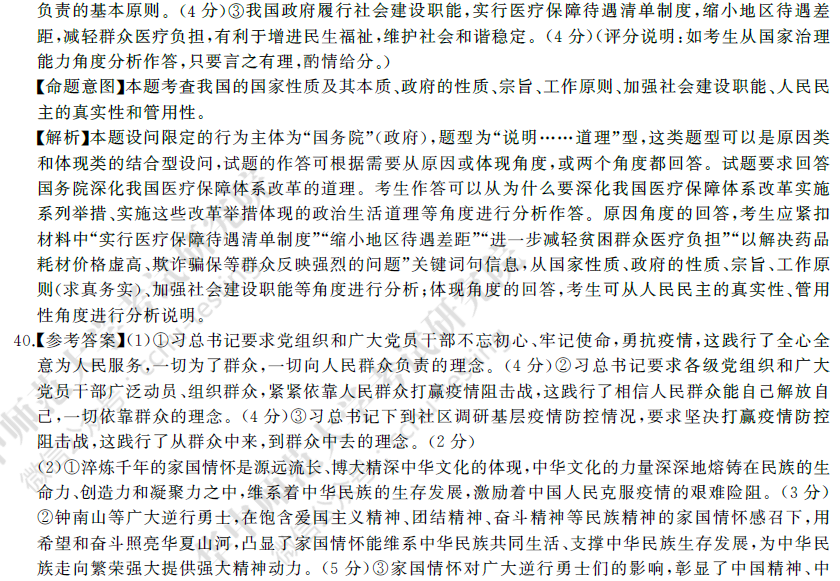 负责的基本原则。(4分)③我国政府履行社会建设职能,实行医疗保障待遇清单制度,缩小地区待遇差
距,减轻群众医疗负担,有利于增进民生福祉,维护社会和谐稳定。(4分)(评分说明:如考生从国家治理
能力角度分析作答,只要言之有理,酌情给分。)
【命题意图】本题考查我国的国家性质及其本质、政府的性质、宗旨、工作原则、加强社会建设职能、人民民
主的真实性和管用性。
【解析】本题设问限定的行为主体为“国务院”(政府),题型为“说明……道理”型,这类题型可以是原因类
和体现类的结合型设问,试题的作答可根据需要从原因或体现角度,或两个角度都回答。试题要求回答
国务院深化我国医疗保障体系改革的道理。考生作答可以从为什么要深化我国医疗保障体系改革实施
系列举措、实施这些改革举措体现的政治生活道理等角度进行分析作答。原因角度的回答,考生应紧扣
材料中“实行医疗保障待遇清单制度”“缩小地区待遇差距”“进一步减轻贫困群众医疗负担”“以解决药品
耗材价格虚高、欺诈骗保等群众反映强烈的问题”关键词句信息,从国家性质、政府的性质、宗旨、工作原
则(求真务实)、加强社会建设职能等角度进行分析;体现角度的回答,考生可从人民民主的真实性、管用
性角度进行分析说明。
40.【参考答案】(1)①习总书记要求党组织和广大党员干部不忘初心、牢记使命,勇抗疫情,这践行了全心全
意为人民服务,一切为了群众,一切向人民群众负责的理念。(4分)②习总书记要求各级党组织和广大
党员干部广泛动员、组织群众,紧紧依靠人民群众打赢疫情阻击战,这践行了相信人民群众能自己解放自
己,一切依靠群众的理念。(4分)③习总书记下到社区调研基层疫情防控情况,要求坚决打赢疫情防控
阻击战,这践行了从群众中来,到群众中去的理念。(2分)
(2)①淬炼千年的家国情怀是源远流长、博大精深中华文化的体现,中华文化的力量深深地熔铸在民族的生
命力、创造力和凝聚力之中,维系着中华民族的生存发展,激励着中国人民克服疫情的艰难险阻。(3分)
②钟南山等广大逆行勇士,在饱含爱国主义精神、团结精神、奋斗精神等民族精神的家国情怀感召下,用
希望和奋斗照亮华夏山河,凸显了家国情怀能维系中华民族共同生活、支撑中华民族生存发展,为中华民
族走向繁荣强大提供强大精神动力。(5分)③家国情怀对广大逆行勇士们的影响,彰显了中国精神、中